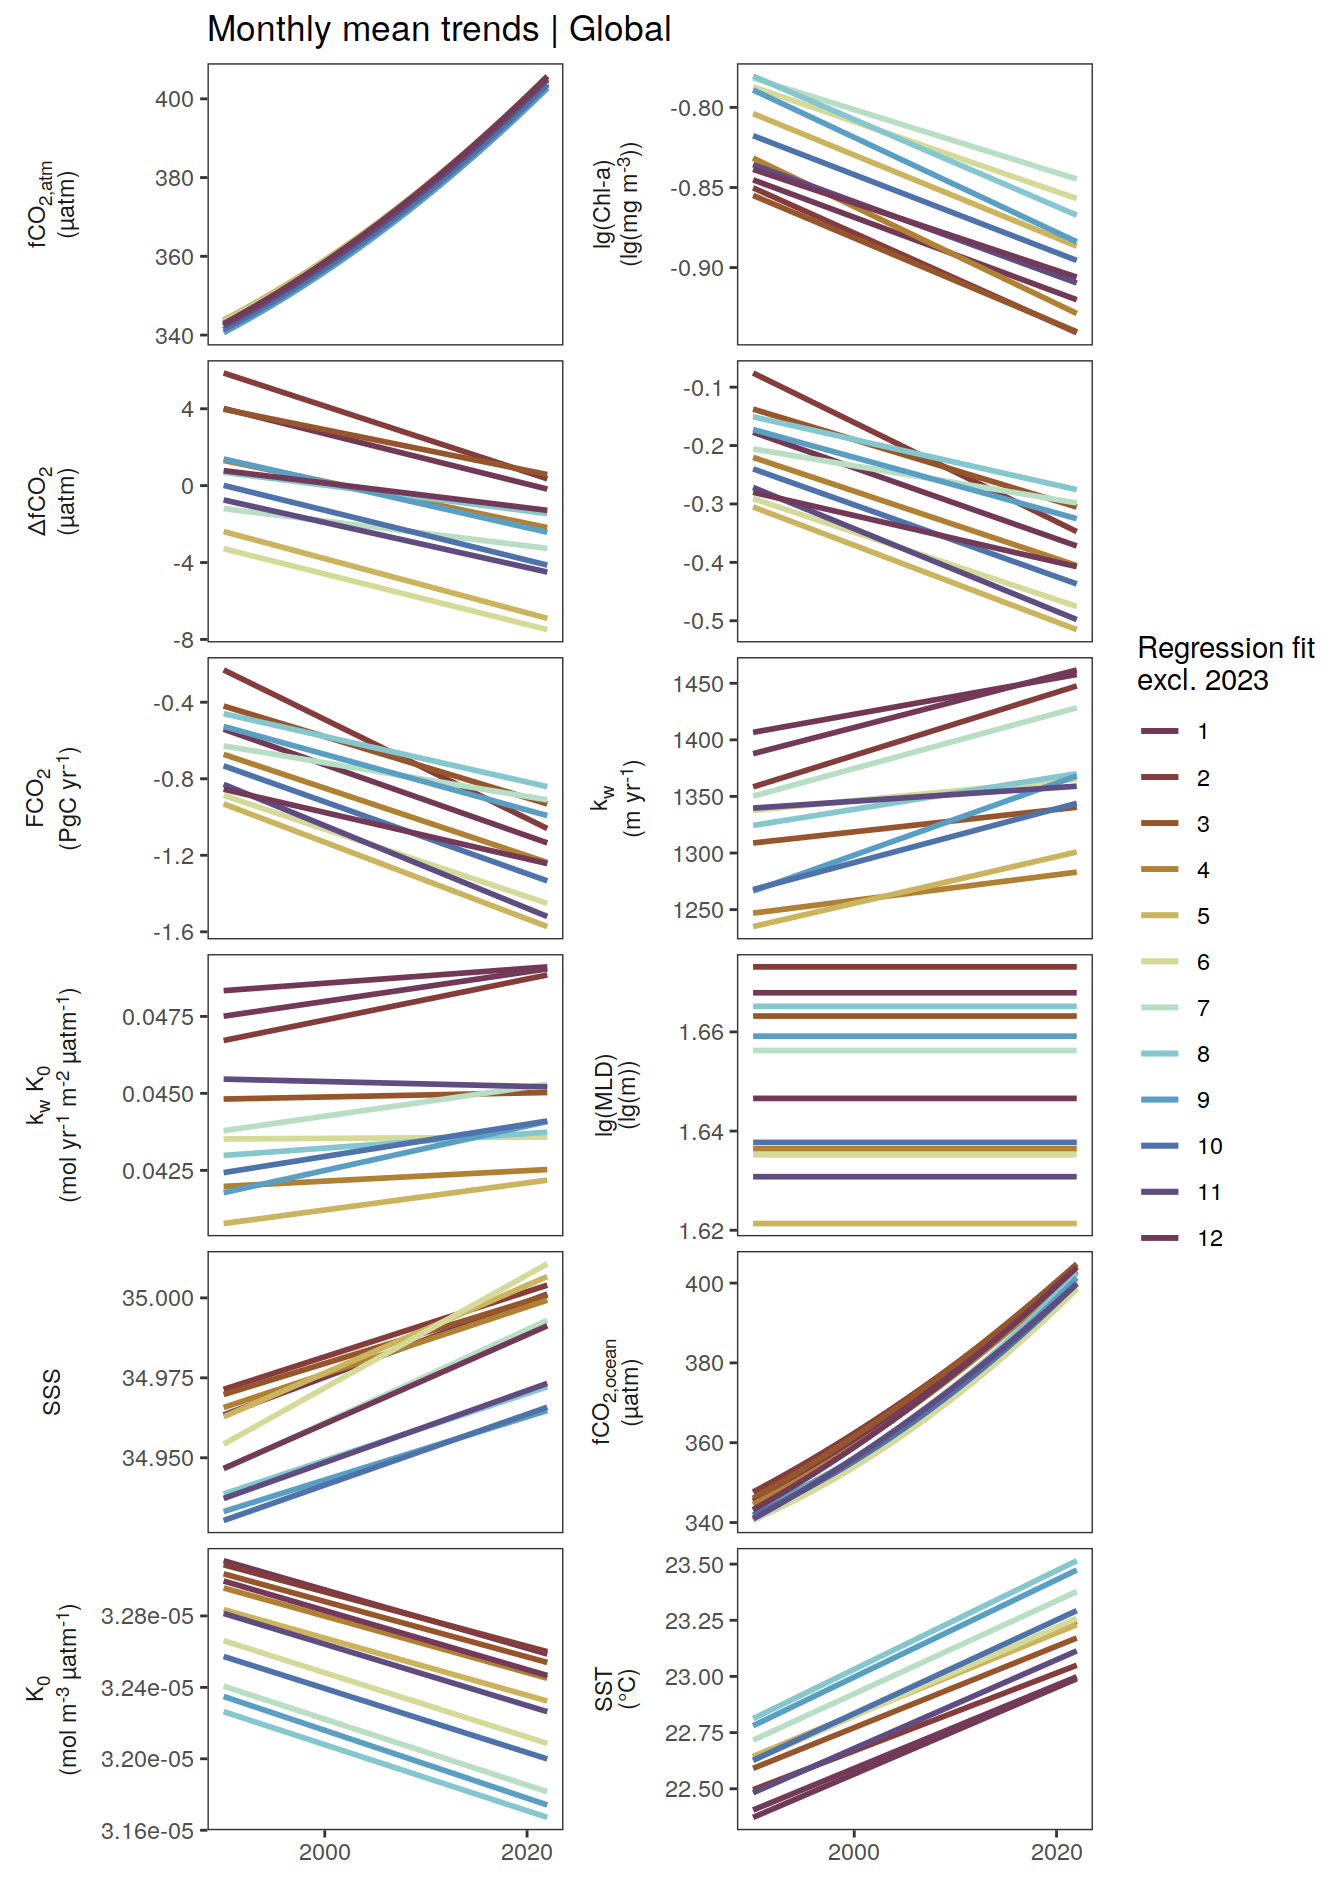 Monthly mean trends | Global
fCO2,atm
(µatm)
400
380
360
340
lg(Chl-a)
(lg(mg m-3))
-0.80
-0.85
-0.90
ΔfCO2
(µatm)
4
0
-4
-8
-0.1
-0.2
-0.3
-0.4
-0.5
FCO2
(PgC yr-1)
-0.4
-0.8
-1.2
-1.6
kw
(m yr-1)
1450
1400
1350
1300
1250
kw K0
(mol yr-1 m-2 µatm-1)
0.0475
0.0450
0.0425
lg(MLD)
(lg(m))
1.66
1.64
1.62
SSS
35.000
34.975
34.950
fCO2,ocean
(µatm)
400
380
360
340
K0
(mol m-3 µatm-1)
3.28e-05
3.24e-05
3.20e-05
3.16e-05
2000
2020
SST
(°C)
23.50
23.25
23.00
22.75
22.50
2000
2020
Regression fit
excl. 2023
1
2
3
4
5
6
7
8
9
10
11
12